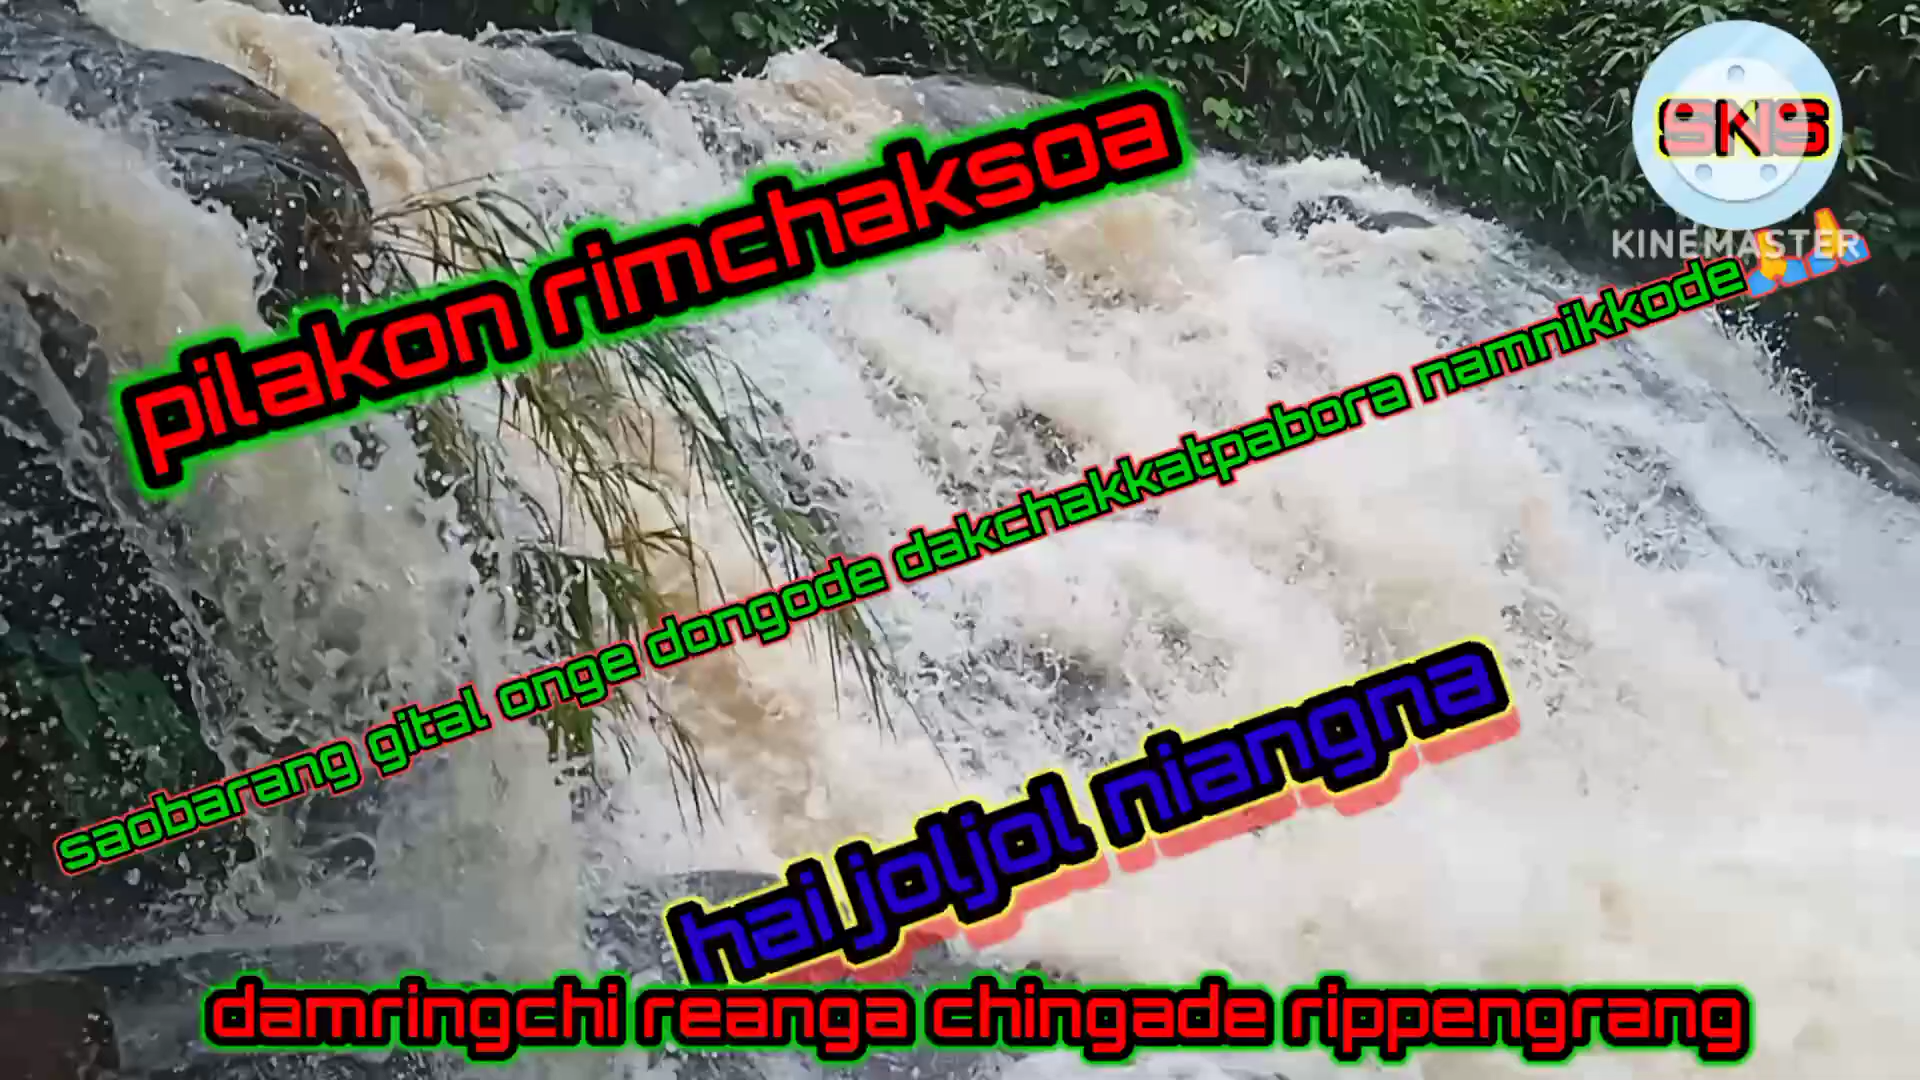 SNS
KINEMASTER
pilakon rimchaksoa
saobarang gital onge dongode dakchakkatpabora namnikkode🙏🙏
hai joljol niangna
damringchi reanga chingade rippengrang